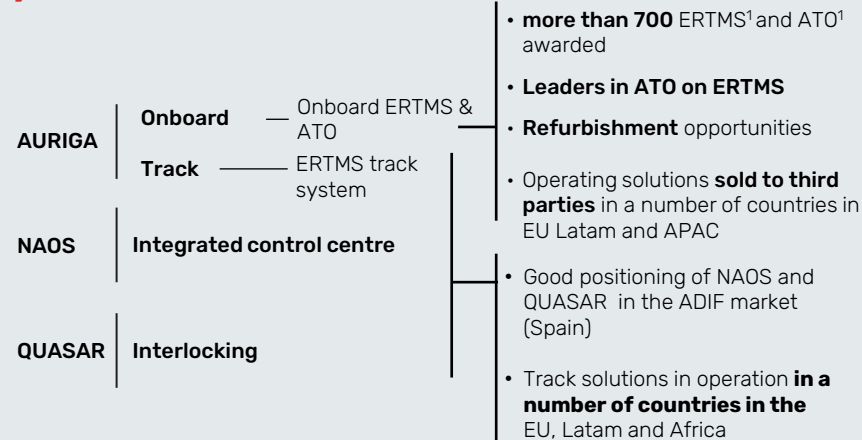 AURIGA
Onboard
Onboard ERTMS &
ATO
Track
ERTMS track
system
NAOS
Integrated control centre
QUASAR
Interlocking
• more than 700 ERTMS¹ and ATO¹
awarded
• Leaders in ATO on ERTMS
• Refurbishment opportunities
• Operating solutions sold to third
parties in a number of countries in
EU Latam and APAC
• Good positioning of NAOS and
QUASAR in the ADIF market
(Spain)
• Track solutions in operation in a
number of countries in the
EU, Latam and Africa